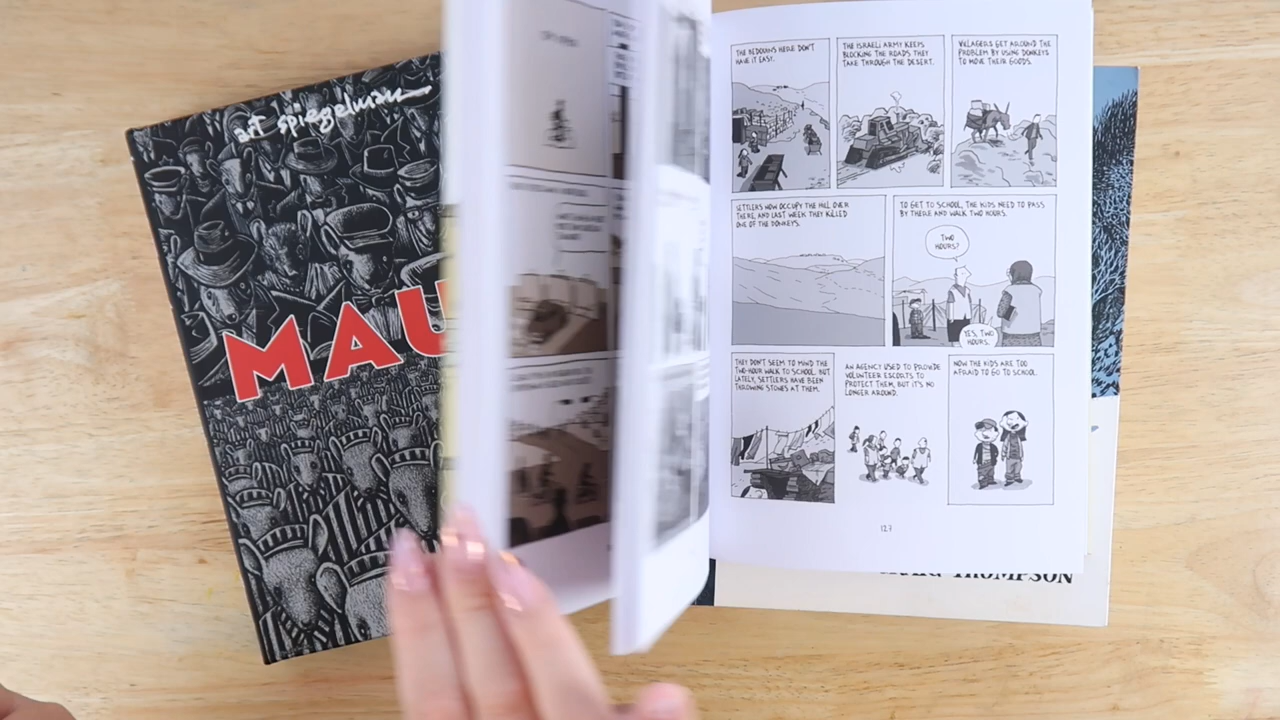 art spiegelman
MAU
THE BEDOUINS HERE DON'T
HAVE IT EASY.
THE ISRAELI ARMY KEEPS
BLOCKING THE ROADS THEY
TAKE THROUGH THE DESERT.
VILLAGERS GET AROUND THE
PROBLEM BY USING DONKEYS
TO MOVE THEIR GOODS.
SETTLERS NOW OCCUPY THE HILL OVER
THERE, AND LAST WEEK THEY KILLED
ONE OF THE DONKEYS.
TO GET TO SCHOOL, THE KIDS NEED TO PASS
BY THERE AND WALK TWO HOURS.
TWO
HOURS?
YES, TWO
HOURS.
THEY DON'T SEEM TO MIND THE
TWO-HOUR WALK TO SCHOOL. BUT
LATELY, SETTLERS HAVE BEEN
THROWING STONES AT THEM.
AN AGENCY USED TO PROVIDE
VOLUNTEER ESCORTS TO
PROTECT THEM, BUT IT'S NO
LONGER AROUND.
NOW THE KIDS ARE TOO
AFRAID TO GO TO SCHOOL.
127
THOMPSON